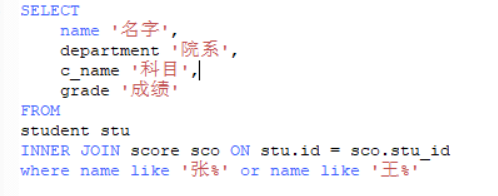 SELECT
name '名字',
department '院系',
c_name '科目',
grade '成绩'
FROM
student stu
INNER JOIN score sco ON stu.id = sco.stu_id
where name like '张%' or name like '王%'